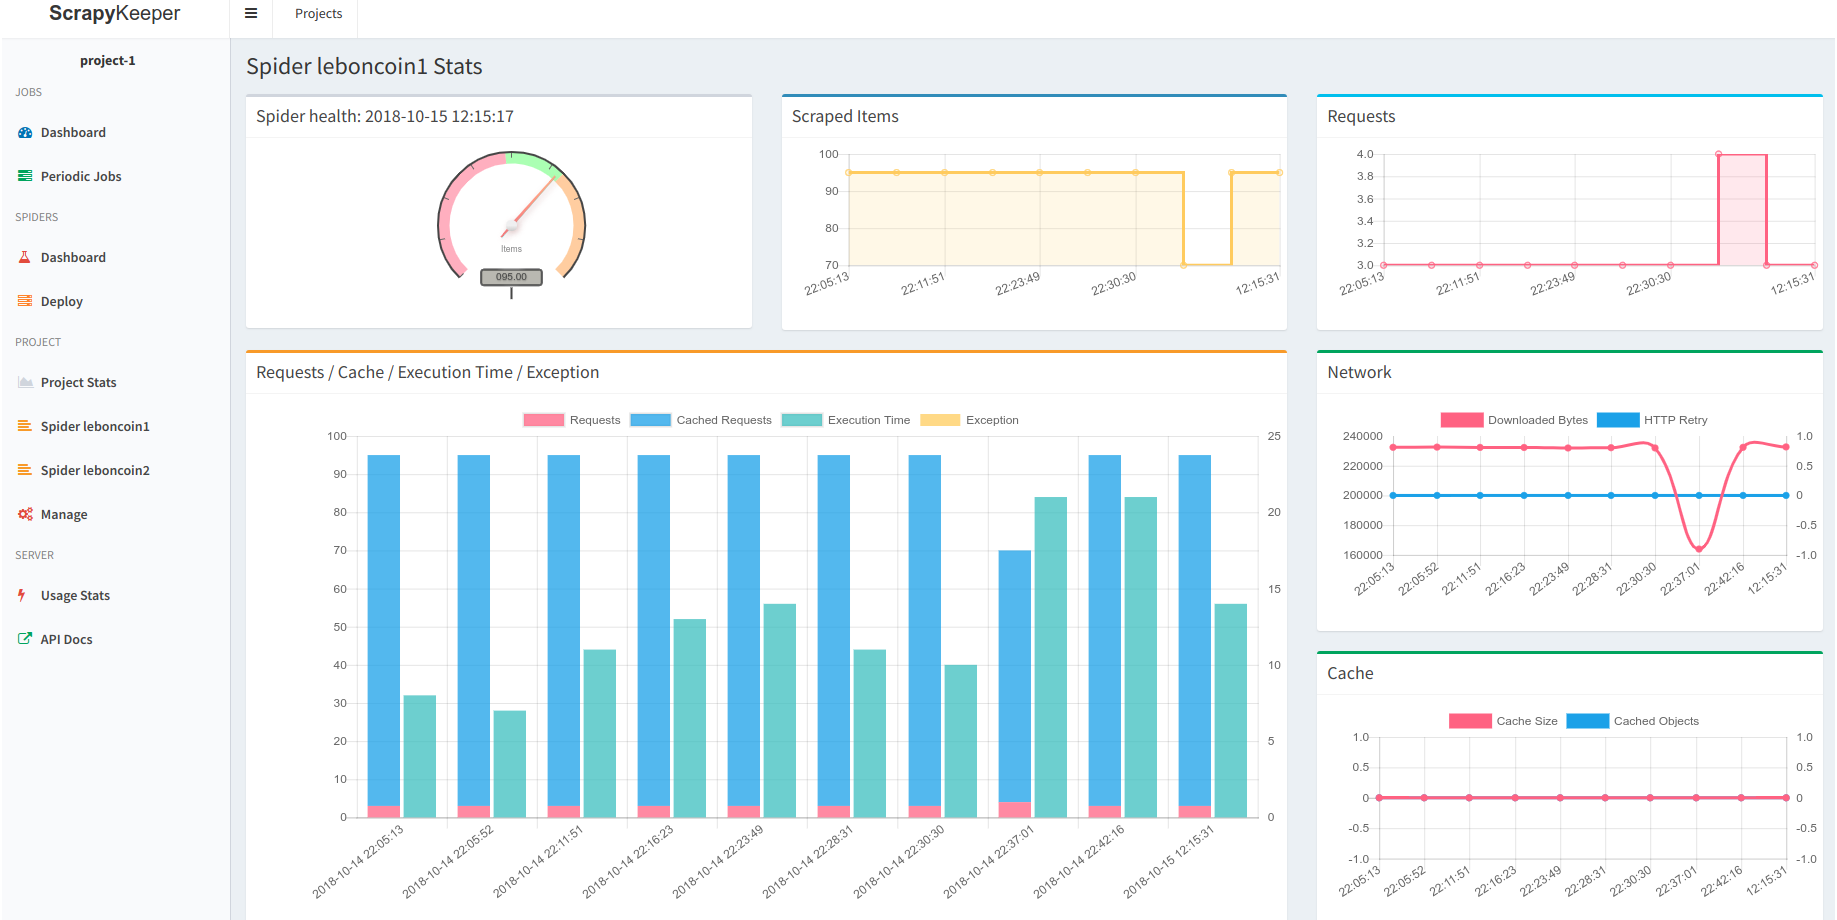 ScrapyKeeper
Projects
project-1
JOBS
Dashboard
Periodic Jobs
SPIDERS
Dashboard
Deploy
PROJECT
Project Stats
Spider leboncoin1
Spider leboncoin2
Manage
SERVER
Usage Stats
API Docs
Spider leboncoin1 Stats
Spider health: 2018-10-15 12:15:17
Items
095.00
Scraped Items
100
90
80
70
22:05:13 22:11:51 22:23:49 22:30:30 12:15:31
Requests
4.0
3.8
3.6
3.4
3.2
3.0
22:05:13 22:11:51 22:23:49 22:30:30 12:15:31
Requests / Cache / Execution Time / Exception
Requests Cached Requests Execution Time Exception
100 25
90
80 20
70
60 15
50
40 10
30
20 5
10
0 0
2018-10-14 22:05:13 2018-10-14 22:05:52 2018-10-14 22:11:51 2018-10-14 22:16:23 2018-10-14 22:23:49 2018-10-14 22:28:31 2018-10-14 22:30:30 2018-10-14 22:37:01 2018-10-14 22:42:16 2018-10-15 12:15:31
Network
Downloaded Bytes HTTP Retry
240000 1.0
220000 0.5
200000 0
180000 -0.5
160000 -1.0
22:05:13 22:05:52 22:11:51 22:16:23 22:23:49 22:28:31 22:30:30 22:37:01 22:42:16 12:15:31
Cache
Cache Size Cached Objects
1.0 1.0
0.5 0.5
0 0
-0.5 -0.5
-1.0 -1.0
22:05:13 22:05:52 22:11:51 22:16:23 22:23:49 22:28:31 22:30:30 22:37:01 22:42:16 12:15:31